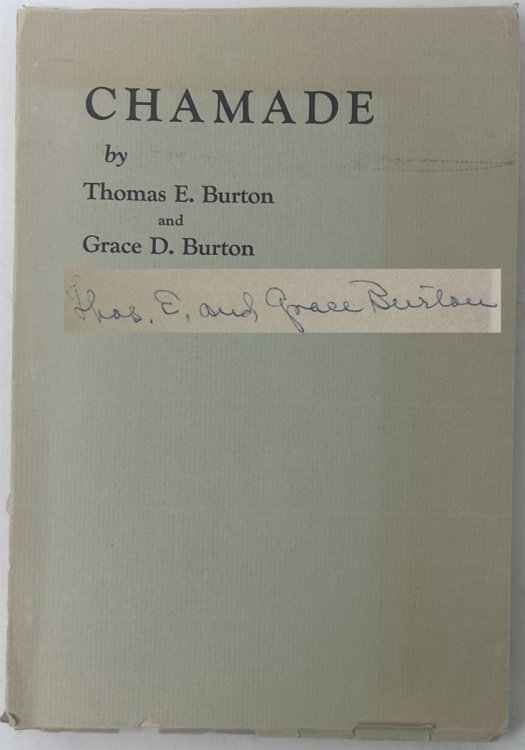 CHAMADE
by
Thomas E. Burton
and
Grace D. Burton
Thos. E. and Grace Burton